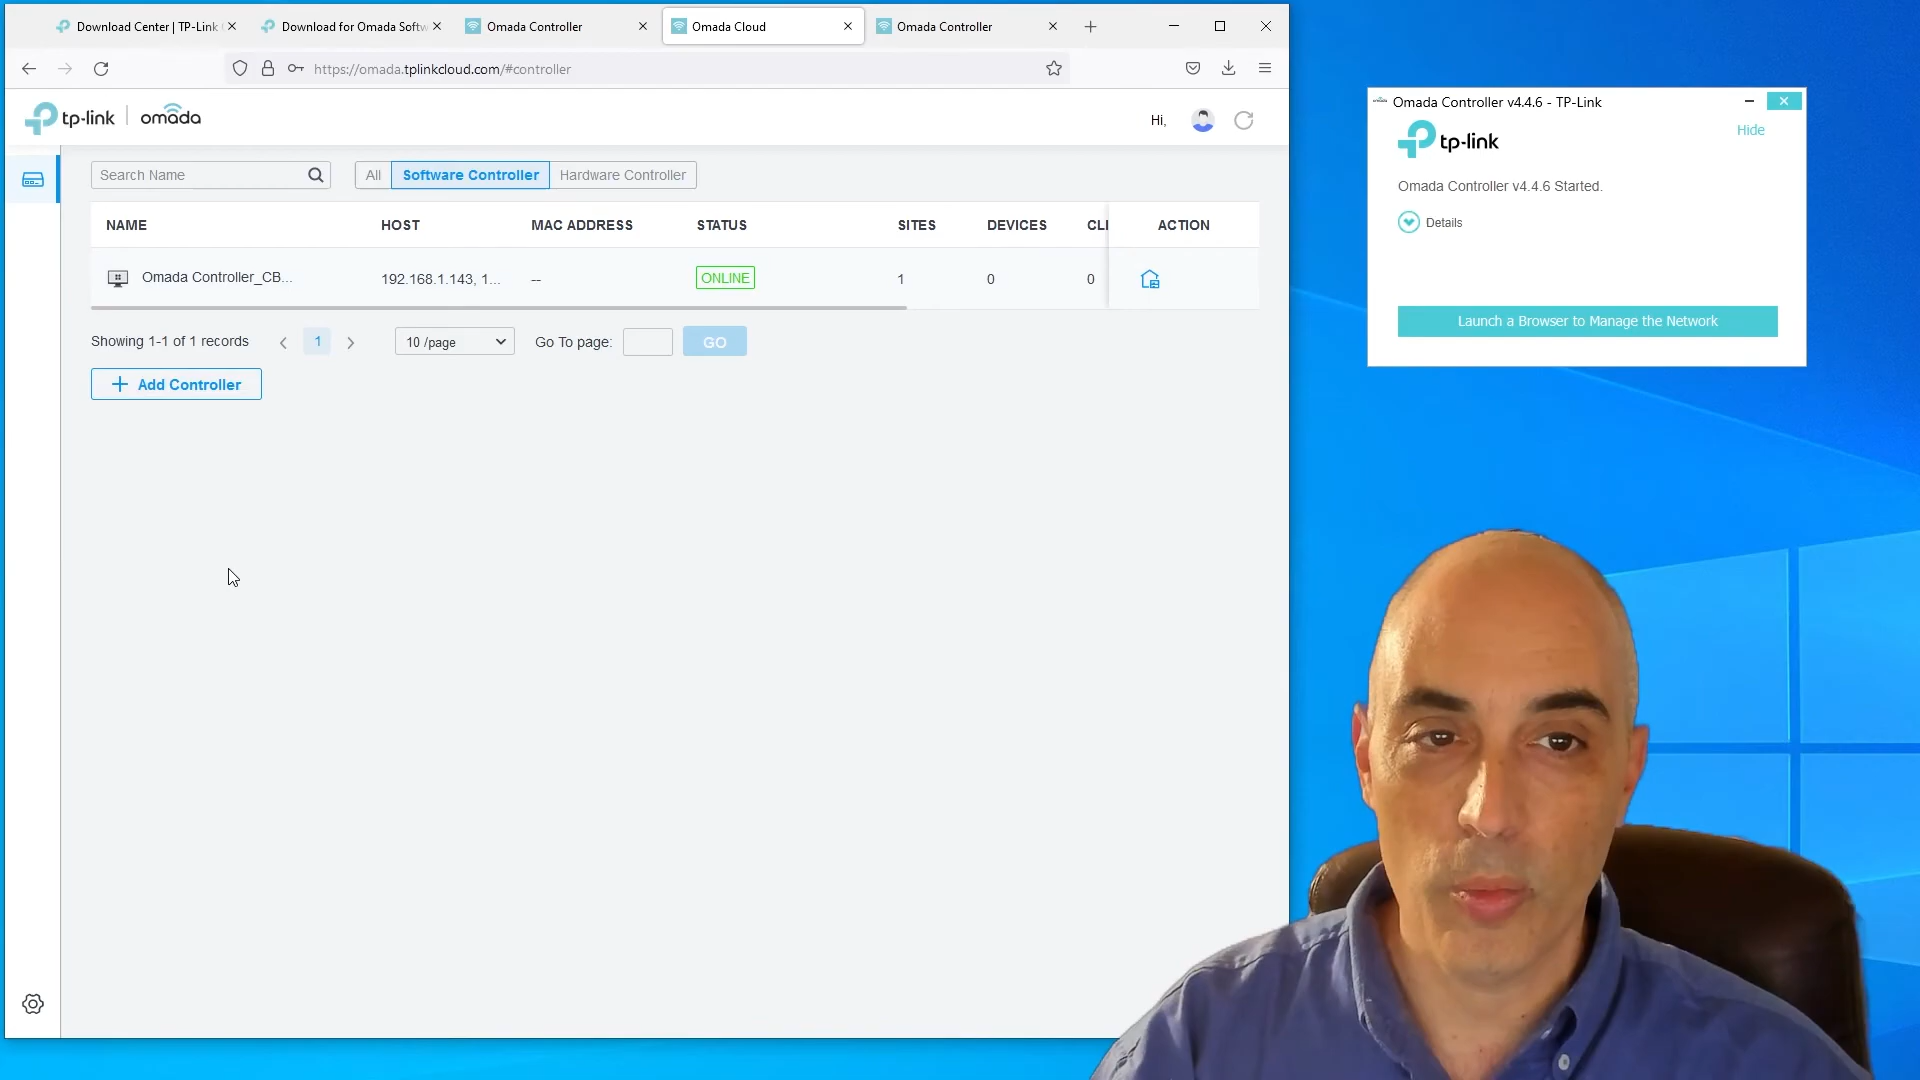 Download Center | TP-Link
Download for Omada Softw
Omada Controller
Omada Cloud
Omada Controller
https://omada.tplinkcloud.com/#controller
tp-link | omada
Hi,
Search Name
All
Software Controller
Hardware Controller
NAME
HOST
MAC ADDRESS
STATUS
SITES
DEVICES
CLI
ACTION
Omada Controller_CB...
192.168.1.143, 1...
--
ONLINE
1
0
0
Showing 1-1 of 1 records
1
10 /page
Go To page:
GO
Add Controller
Omada Controller v4.4.6 - TP-Link
Hide
tp-link
Omada Controller v4.4.6 Started.
Details
Launch a Browser to Manage the Network